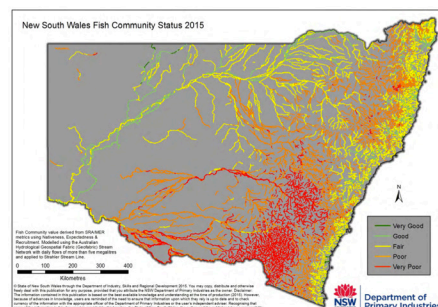 New South Wales Fish Community Status 2015
N
Very Good
Good
Fair
Poor
Very Poor
Fish Community value derived from SRA/MER
metrics using Nativeness, Expectedness &
Recruitment. Modelled using the Australian
Hydrological Geospatial Fabric (Geofabric) Stream
Network with daily flows of more than five megalitres
and applied to Strahler Stream Line.
0 100 200 300 400
Kilometres
NSW
Department of
Primary Industries